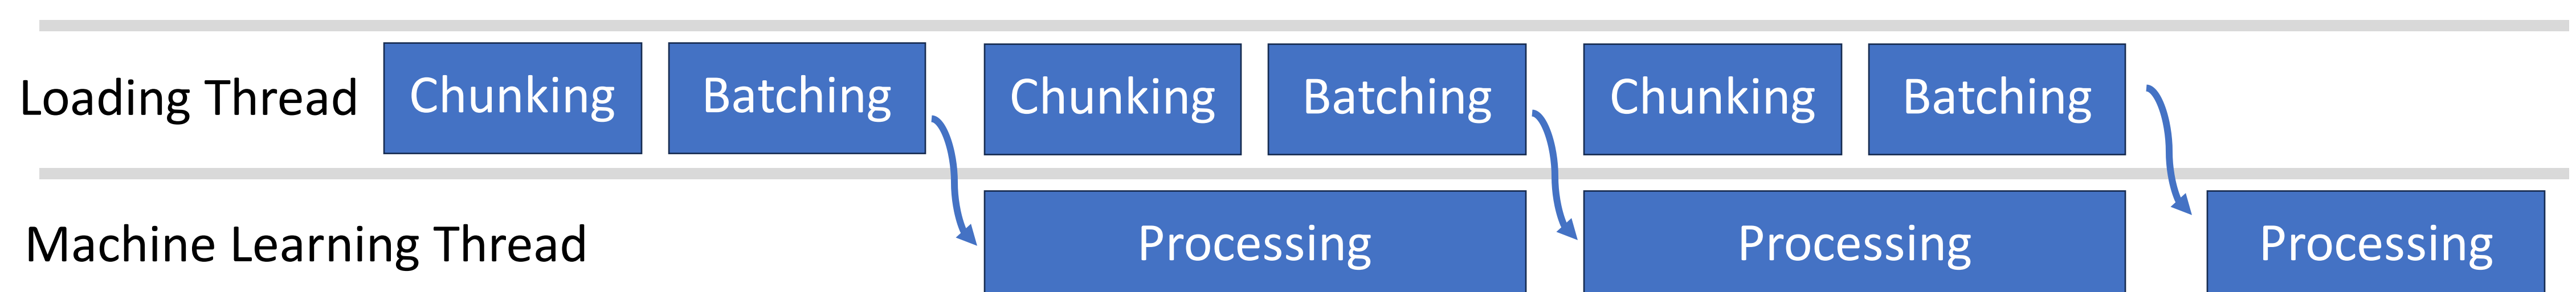 Loading Thread Chunking Batching Chunking Batching Chunking Batching
Machine Learning Thread Processing Processing Processing